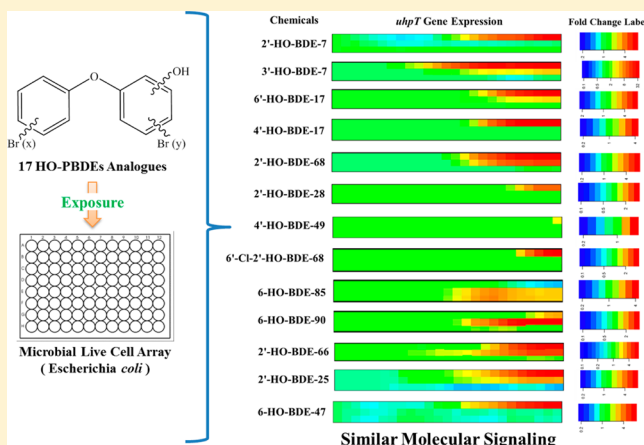 Chemicals
uhpT Gene Expression
Fold Change Label
2'-HO-BDE-7
3'-HO-BDE-7
6'-HO-BDE-17
4'-HO-BDE-17
2'-HO-BDE-68
2'-HO-BDE-28
4'-HO-BDE-49
6'-Cl-2'-HO-BDE-68
6-HO-BDE-85
6-HO-BDE-90
2'-HO-BDE-66
2'-HO-BDE-25
6-HO-BDE-47
Similar Molecular Signaling
O
OH
Br (x)
Br (y)
17 HO-PBDEs Analogues
Exposure
Microbial Live Cell Array
( Escherichia coli )